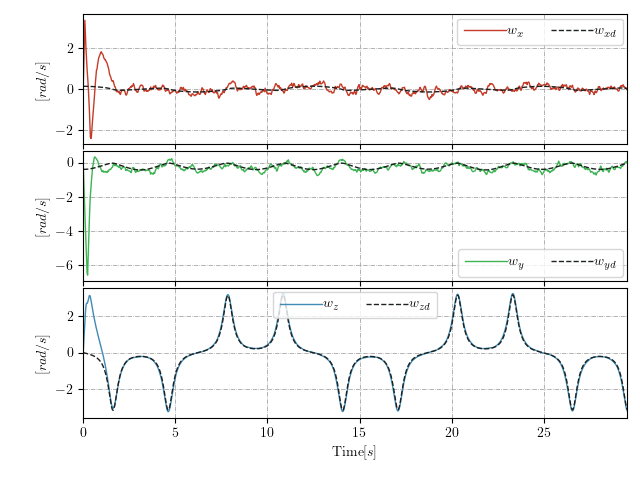 2
0
−2
[rad/s]
w_x
w_xd
0
−2
−4
−6
[rad/s]
w_y
w_yd
2
0
−2
[rad/s]
w_z
w_zd
0 5 10 15 20 25
Time[s]